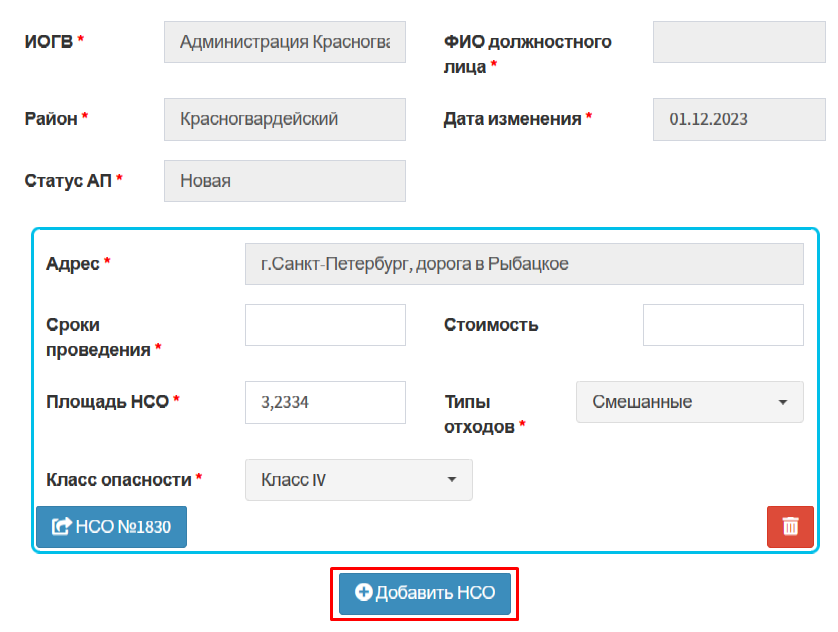 ИОГВ * Администрация Красногва ФИО должностного
лица *
Район * Красногвардейский Дата изменения * 01.12.2023
Статус АП * Новая
Адрес * г.Санкт-Петербург, дорога в Рыбацкое
Сроки Стоимость
проведения *
Площадь НСО * 3,2334 Типы Смешанные
отходов *
Класс опасности * Класс IV
НСО №1830
Добавить НСО